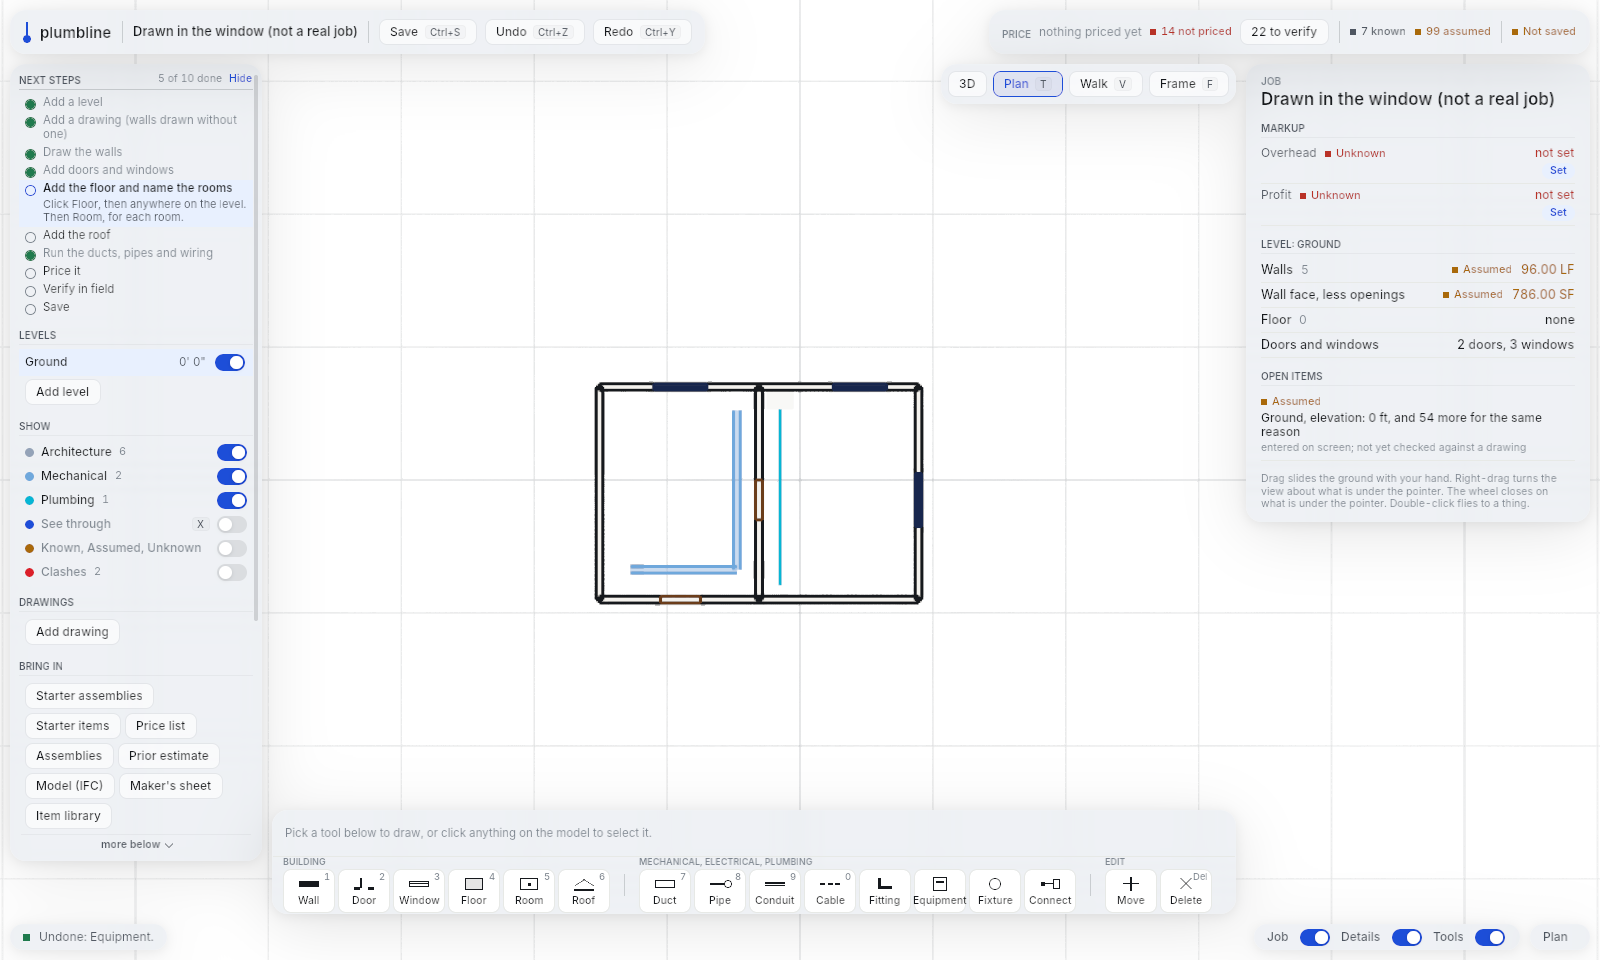 plumbline
Drawn in the window (not a real job)
Save Ctrl+S
Undo Ctrl+Z
Redo Ctrl+Y
PRICE nothing priced yet 14 not priced 22 to verify 7 known 99 assumed Not saved
NEXT STEPS 5 of 10 done Hide
Add a level
Add a drawing (walls drawn without
one)
Draw the walls
Add doors and windows
Add the floor and name the rooms
Click Floor, then anywhere on the level.
Then Room, for each room.
Add the roof
Run the ducts, pipes and wiring
Price it
Verify in field
Save
LEVELS
Ground 0' 0"
Add level
SHOW
Architecture 6
Mechanical 2
Plumbing 1
See through X
Known, Assumed, Unknown
Clashes 2
DRAWINGS
Add drawing
BRING IN
Starter assemblies
Starter items Price list
Assemblies Prior estimate
Model (IFC) Maker's sheet
Item library
more below
3D Plan T Walk V Frame F
JOB
Drawn in the window (not a real job)
MARKUP
Overhead Unknown not set
Set
Profit Unknown not set
Set
LEVEL: GROUND
Walls 5 Assumed 96.00 LF
Wall face, less openings Assumed 786.00 SF
Floor 0 none
Doors and windows 2 doors, 3 windows
OPEN ITEMS
Assumed
Ground, elevation: 0 ft, and 54 more for the same
reason
entered on screen; not yet checked against a drawing
Drag slides the ground with your hand. Right-drag turns the
view about what is under the pointer. The wheel closes on
what is under the pointer. Double-click flies to a thing.
Pick a tool below to draw, or click anything on the model to select it.
BUILDING
Wall 1 Door 2 Window 3 Floor 4 Room 5 Roof 6
MECHANICAL, ELECTRICAL, PLUMBING
Duct 7 Pipe 8 Conduit 9 Cable 0 Fitting Equipment Fixture Connect
EDIT
Move Delete Del
Undone: Equipment.
Job Details Tools Plan